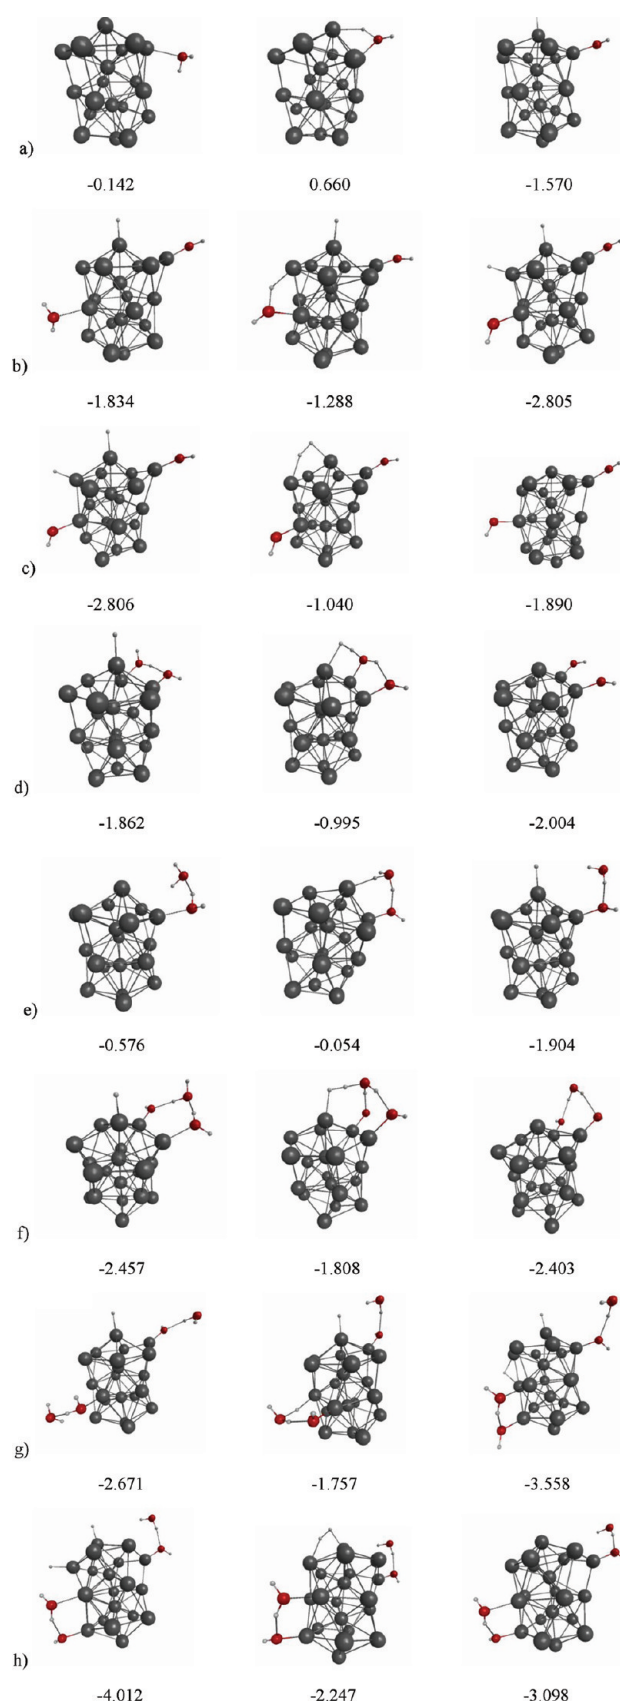 a)
-0.142 0.660 -1.570
b)
-1.834 -1.288 -2.805
c)
-2.806 -1.040 -1.890
d)
-1.862 -0.995 -2.004
e)
-0.576 -0.054 -1.904
f)
-2.457 -1.808 -2.403
g)
-2.671 -1.757 -3.558
h)
-4.012 -2.247 -3.098